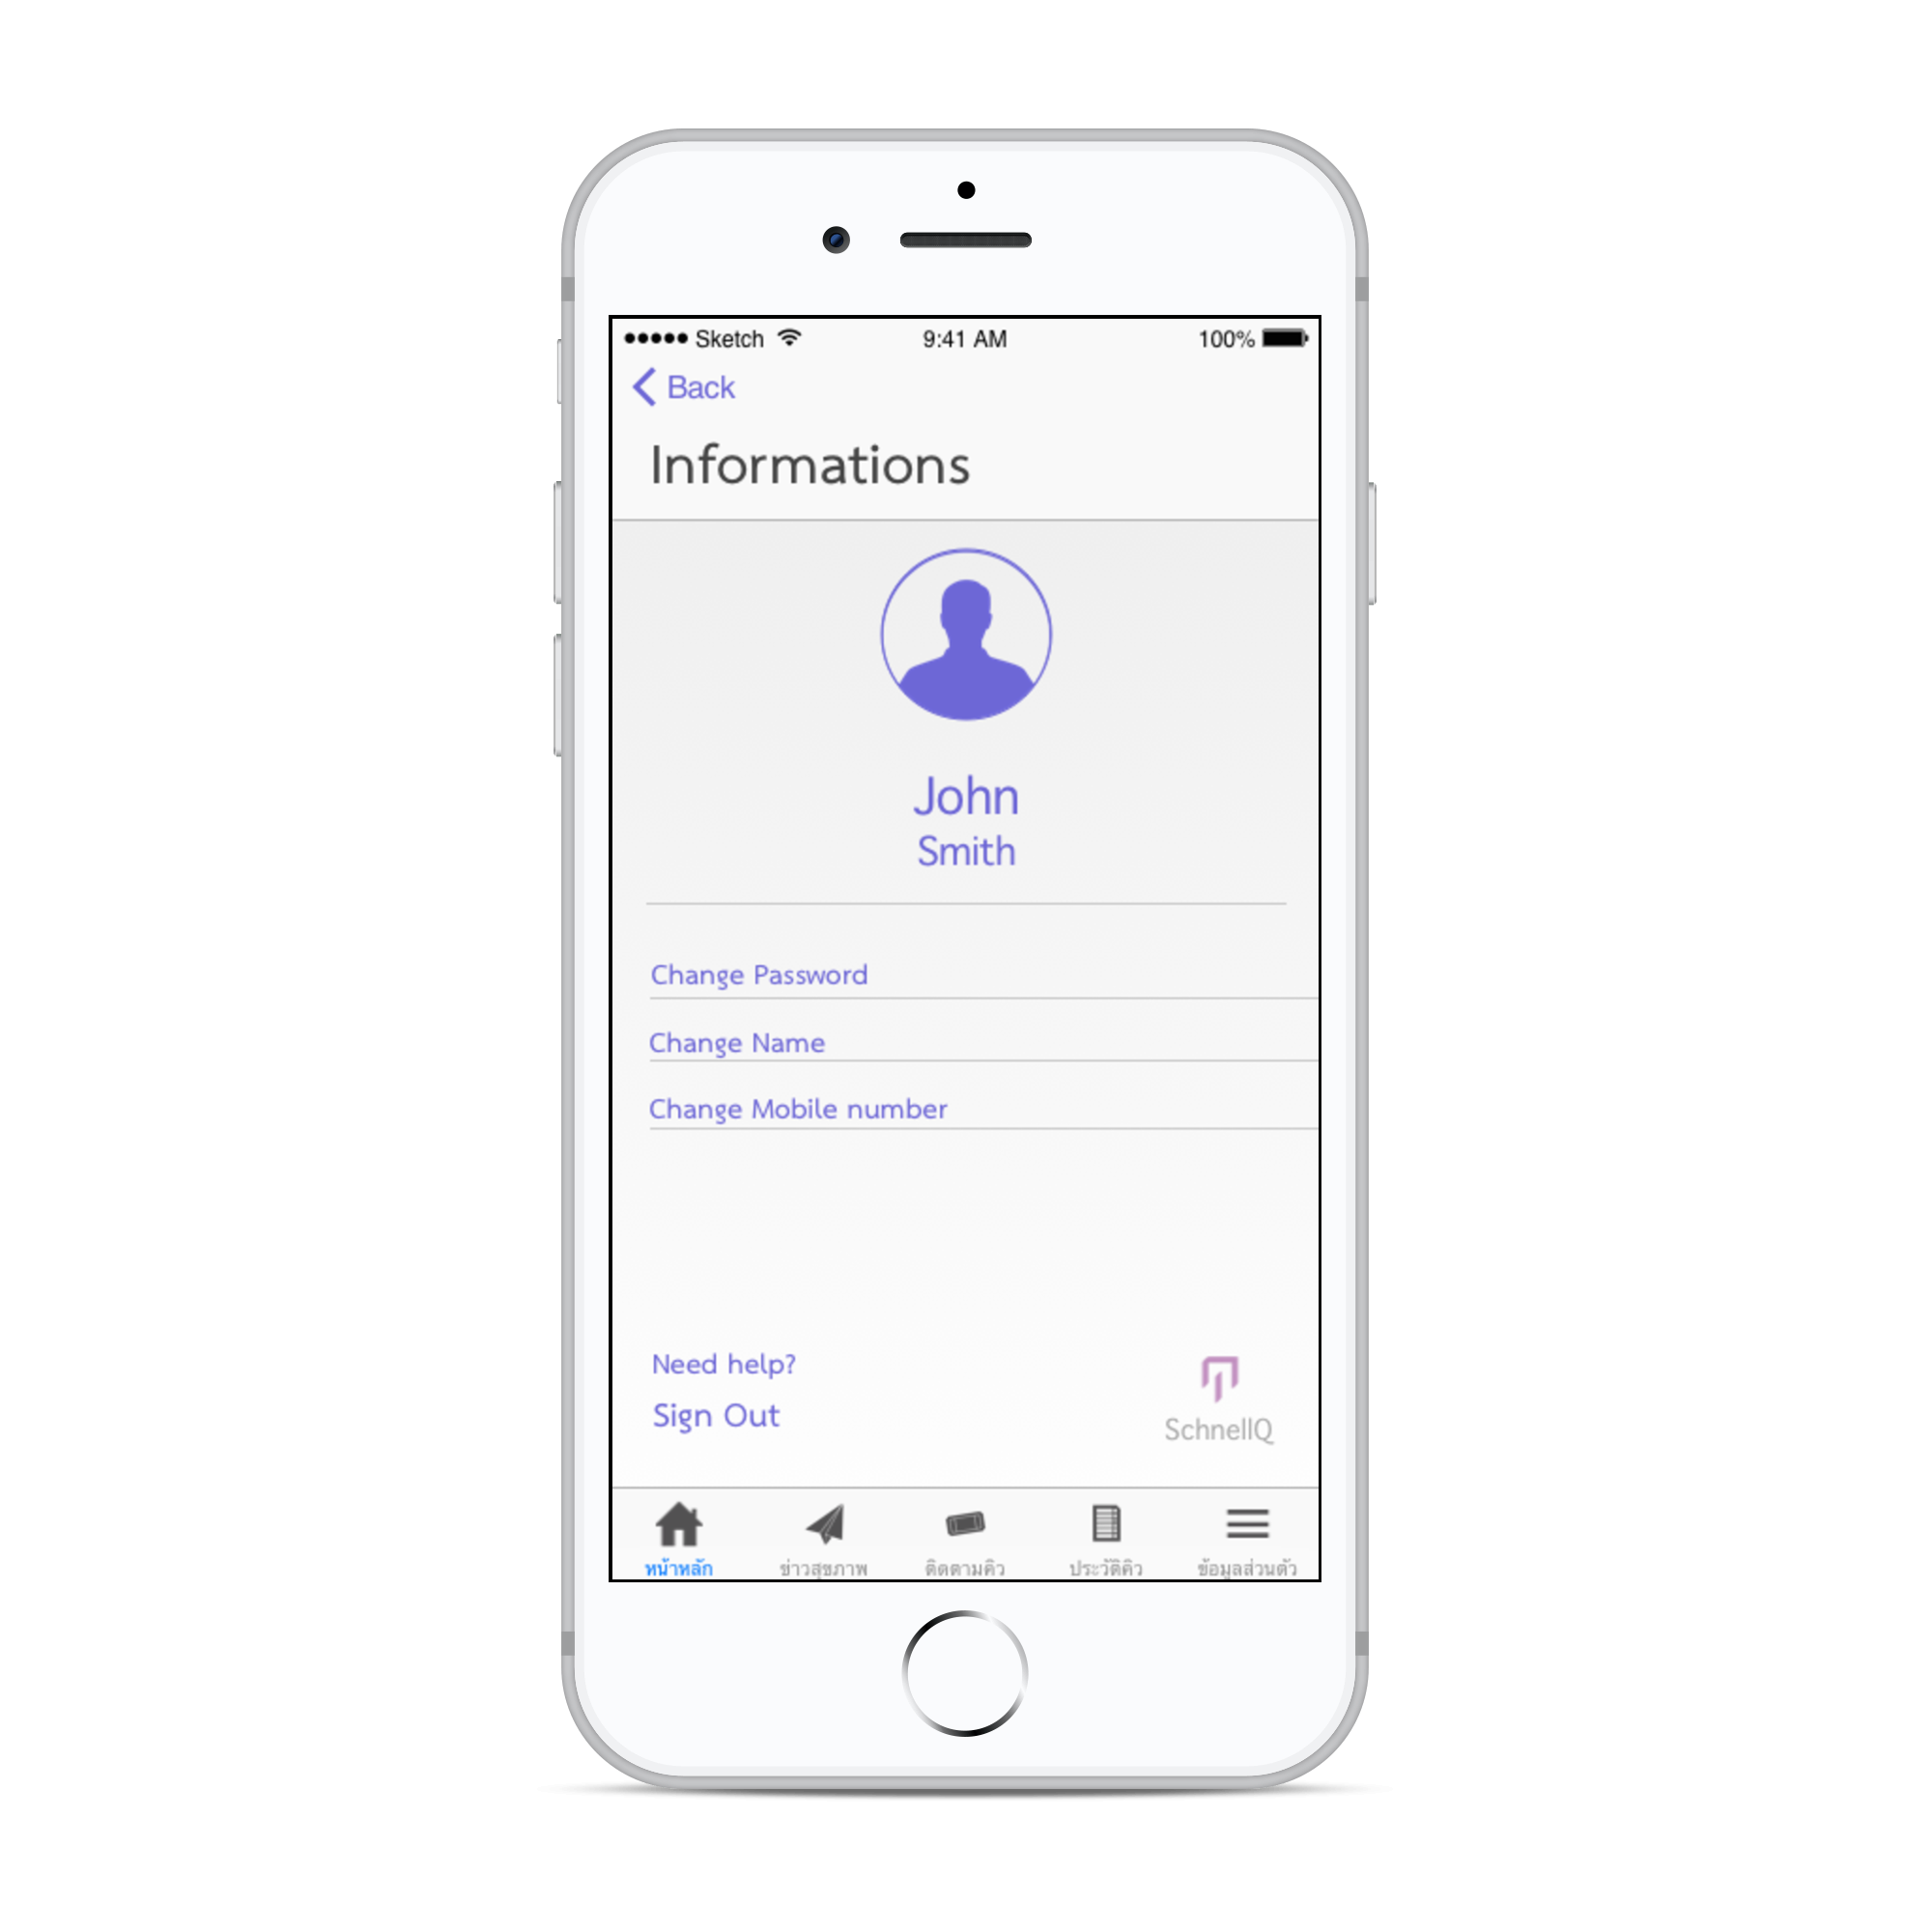 ●●●●● Sketch 9:41 AM 100%
Back
Informations
John
Smith
Change Password
Change Name
Change Mobile number
Need help?
Sign Out
SchnellQ
หน้าหลัก ข่าวสุขภาพ ติดตามคิว ประวัติคิว ข้อมูลส่วนตัว